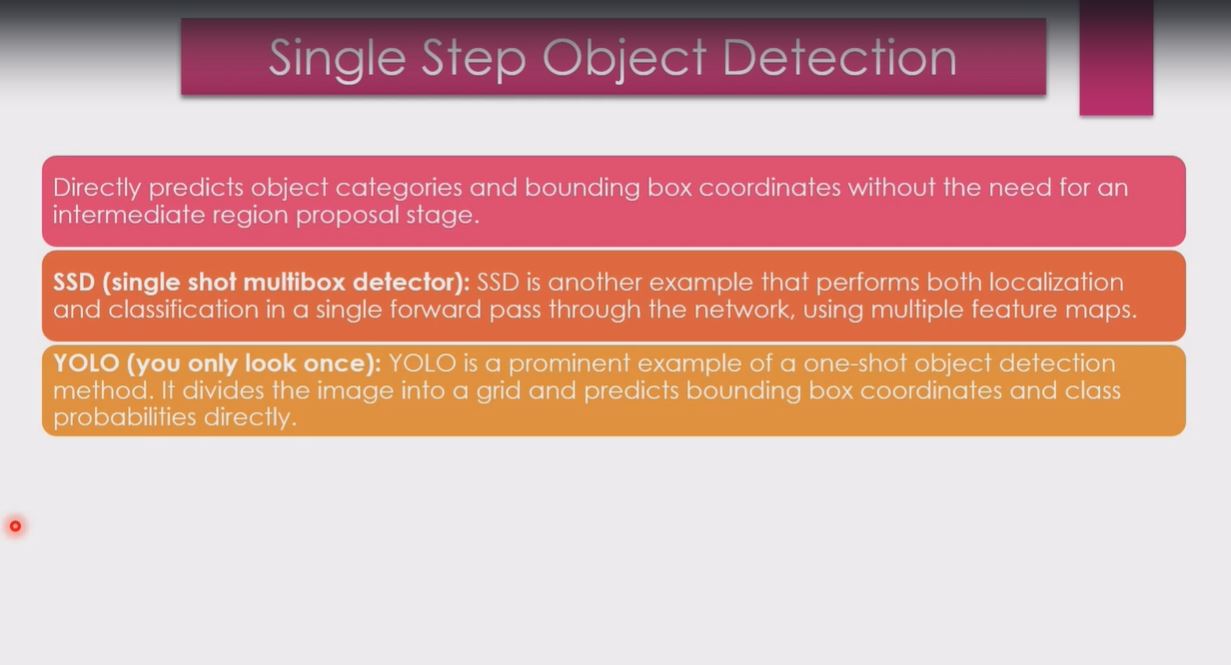 Single Step Object Detection
Directly predicts object categories and bounding box coordinates without the need for an
intermediate region proposal stage.
SSD (single shot multibox detector): SSD is another example that performs both localization
and classification in a single forward pass through the network, using multiple feature maps.
YOLO (you only look once): YOLO is a prominent example of a one-shot object detection
method. It divides the image into a grid and predicts bounding box coordinates and class
probabilities directly.